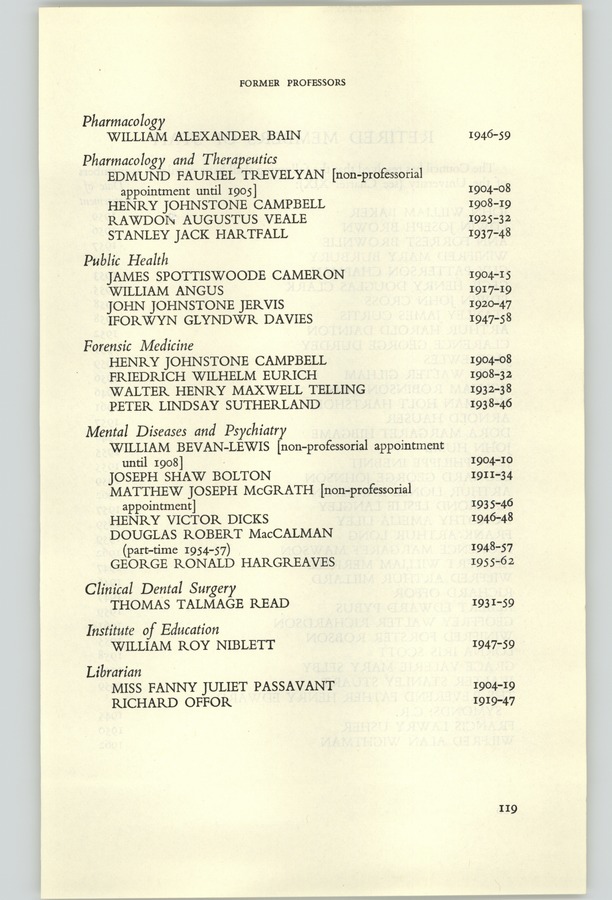 FORMER PROFESSORS
Pharmacology
WILLIAM ALEXANDER BAIN 1946-59
Pharmacology and Therapeutics
EDMUND FAURIEL TREVELYAN [non-professorial
appointment until 1905] 1904-08
HENRY JOHNSTONE CAMPBELL 1908-19
RAWDON AUGUSTUS VEALE 1925-32
STANLEY JACK HARTFALL 1937-48
Public Health
JAMES SPOTTISWOODE CAMERON 1904-15
WILLIAM ANGUS 1917-19
JOHN JOHNSTONE JERVIS 1920-47
IFORWYN GLYNDWR DAVIES 1947-58
Forensic Medicine
HENRY JOHNSTONE CAMPBELL 1904-08
FRIEDRICH WILHELM EURICH 1908-32
WALTER HENRY MAXWELL TELLING 1932-38
PETER LINDSAY SUTHERLAND 1938-46
Mental Diseases and Psychiatry
WILLIAM BEVAN-LEWIS [non-professorial appointment
until 1908] 1904-10
JOSEPH SHAW BOLTON 1911-34
MATTHEW JOSEPH McGRATH [non-professorial
appointment] 1935-46
HENRY VICTOR DICKS 1946-48
DOUGLAS ROBERT MacCALMAN
(part-time 1954-57) 1948-57
GEORGE RONALD HARGREAVES 1955-62
Clinical Dental Surgery
THOMAS TALMAGE READ 1931-59
Institute of Education
WILLIAM ROY NIBLETT 1947-59
Librarian
MISS FANNY JULIET PASSAVANT 1904-19
RICHARD OFFOR 1919-47
119